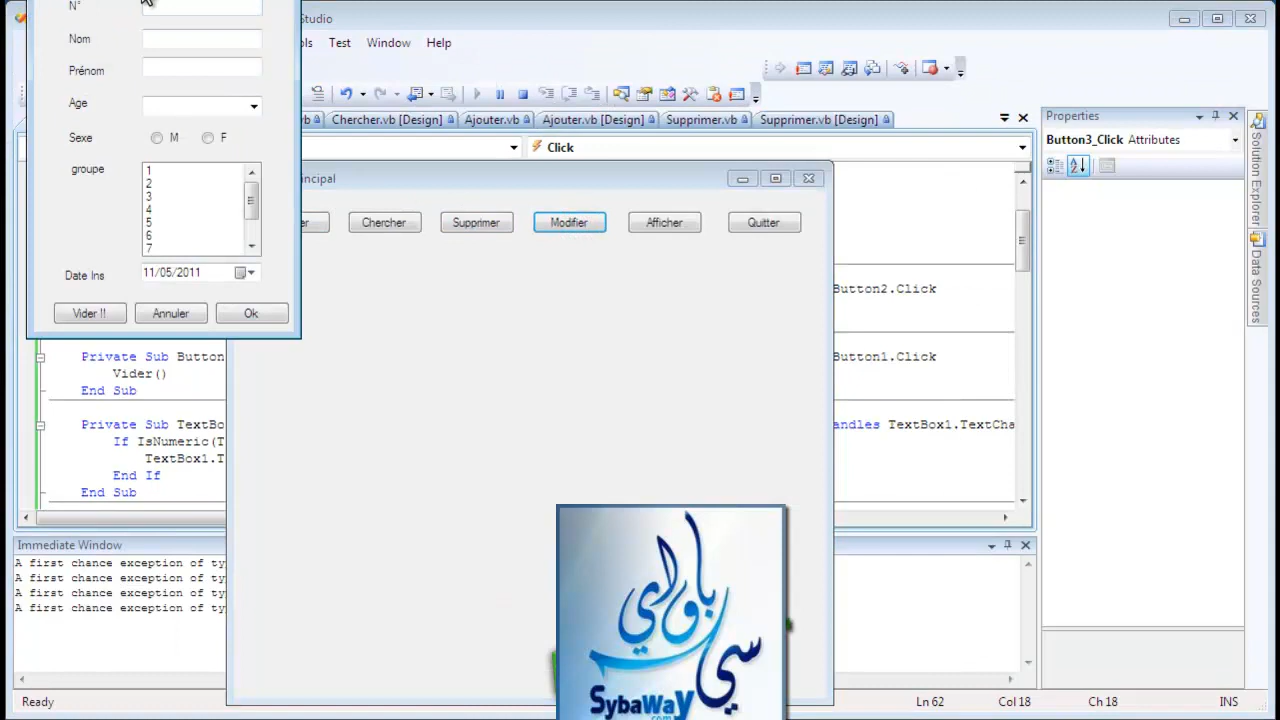 N°
Studio
Nom
ols Test Window Help
Prénom
Age
vb Chercher.vb [Design] Ajouter.vb Ajouter.vb [Design] Supprimer.vb Supprimer.vb [Design]
Properties
Sexe M F
Click
Button3_Click Attributes
groupe
1
2
3
4
5
6
7
incipal
er Chercher Supprimer Modifier Afficher Quitter
Solution Explorer
Data Sources
Date Ins 11/05/2011
Button2.Click
Vider !! Annuler Ok
Private Sub Button
Button1.Click
Vider()
End Sub
Private Sub TextBo
andles TextBox1.TextCha
If IsNumeric(T
TextBox1.T
End If
End Sub
Immediate Window
A first chance exception of ty
A first chance exception of ty
A first chance exception of ty
A first chance exception of ty
سي باواي
SybaWay
.com
Ready Ln 62 Col 18 Ch 18 INS